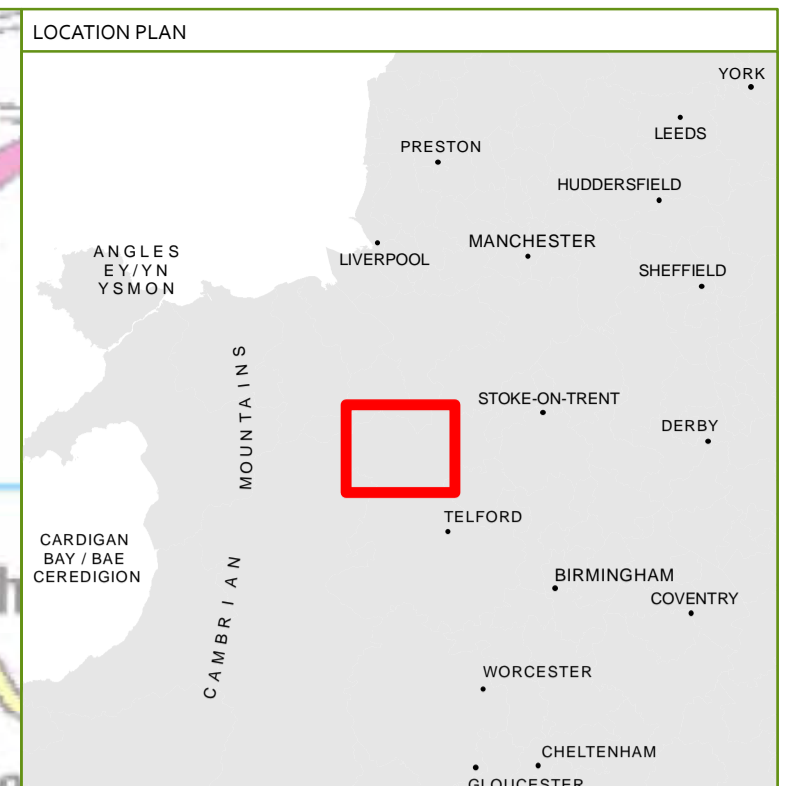 LOCATION PLAN
YORK
LEEDS
PRESTON
HUDDERSFIELD
MANCHESTER
ANGLES
EY/YN
YSMON
LIVERPOOL
SHEFFIELD
MOUNTAINS
STOKE-ON-TRENT
DERBY
TELFORD
CARDIGAN
BAY / BAE
CEREDIGION
CAMBRIAN
BIRMINGHAM
COVENTRY
WORCESTER
CHELTENHAM
GLOUCESTER